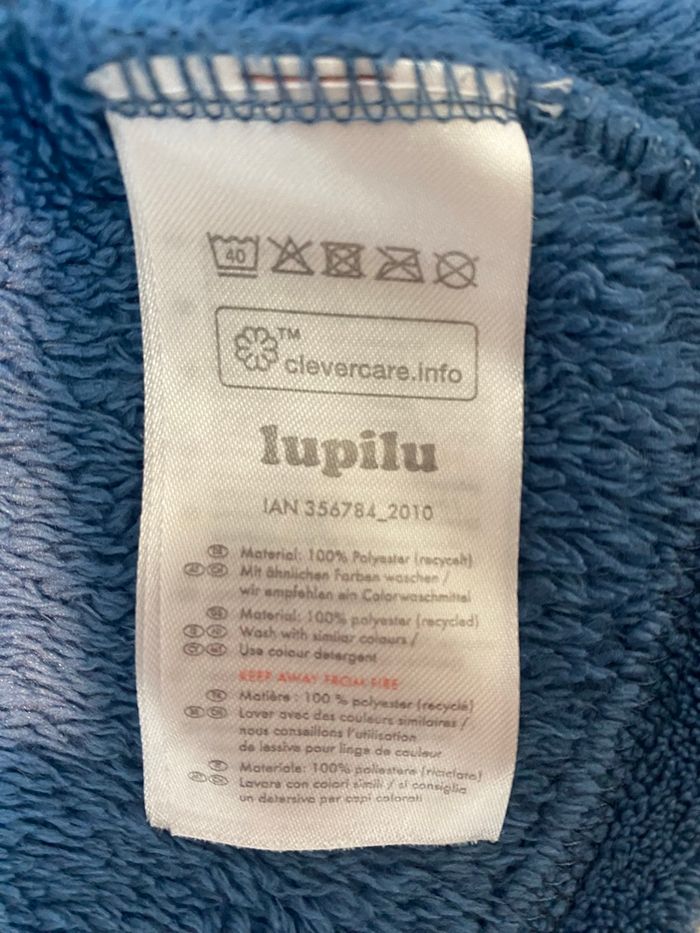 40
TM
clevercare.info
lupilu
IAN 356784_2010
Material: 100% Polyester (recycelt)
Mit ähnlichen Farben waschen /
wir empfehlen ein Colorwaschmittel
Material: 100% polyester (recycled)
Wash with similar colours /
Use colour detergent
KEEP AWAY FROM FIRE
Matière : 100 % polyester (recyclé)
Laver avec des couleurs similaires /
nous conseillons l'utilisation
de lessive pour linge de couleur
Materiale: 100% poliestere (riciclato)
Lavare con colori simili / si consiglia
un detersivo per capi colorati